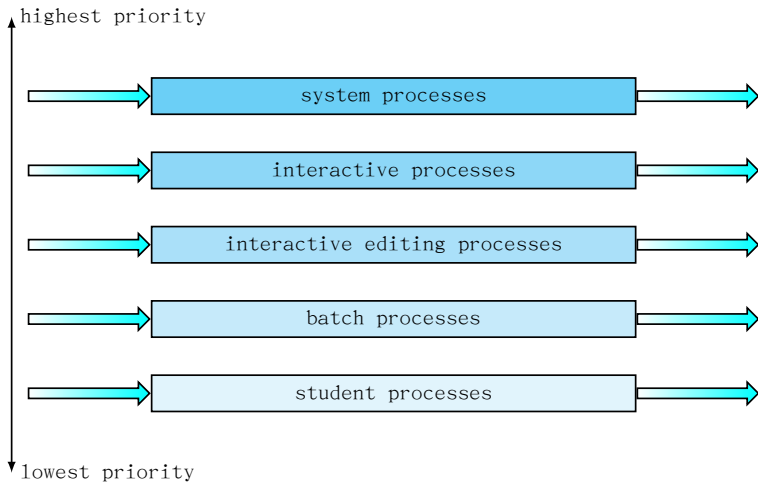 highest priority
system processes
interactive processes
interactive editing processes
batch processes
student processes
lowest priority